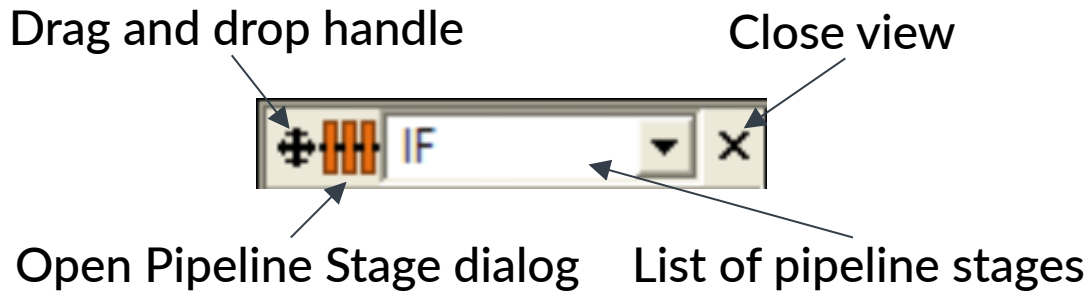 Drag and drop handle
Close view
IF
Open Pipeline Stage dialog
List of pipeline stages